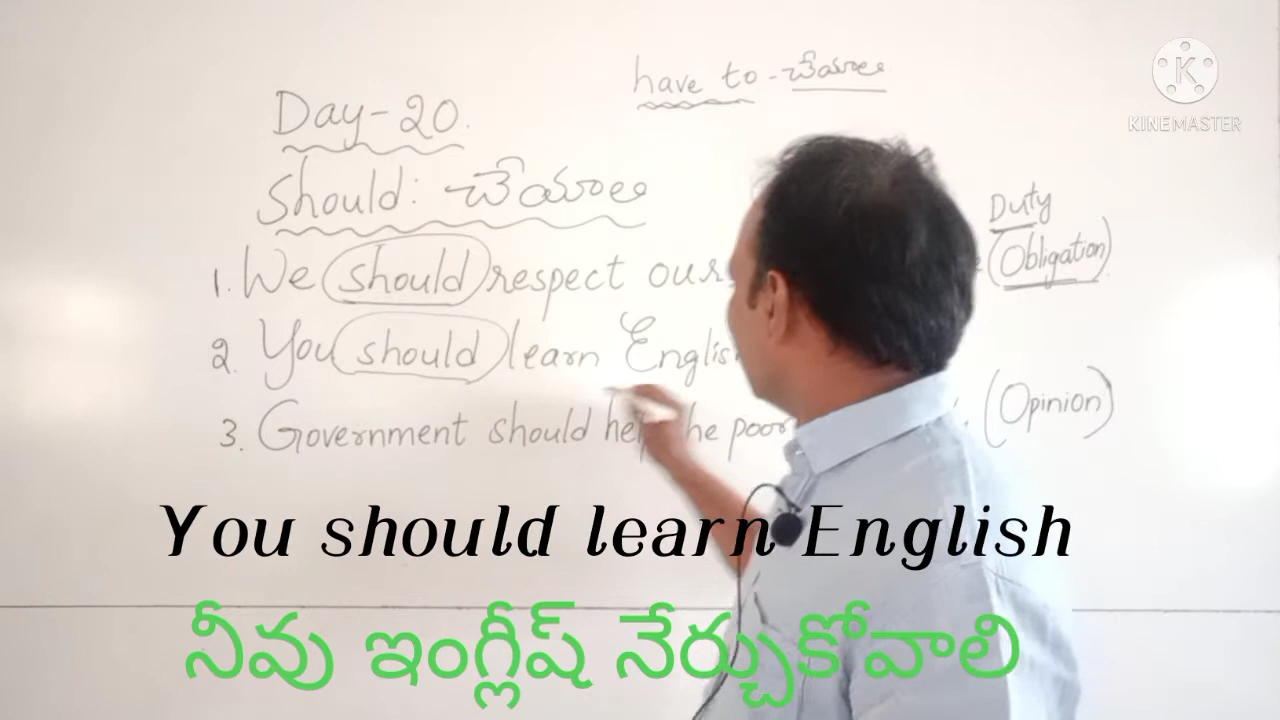 have to - చేయాలి
KINEMASTER
Day-20.
Should: చేయాలి
Duty
1. We should respect our
(Obligation)
2. You should learn English
3. Government should help the poor
(Opinion)
You should learn English
నీవు ఇంగ్లీష్ నేర్చుకోవాలి